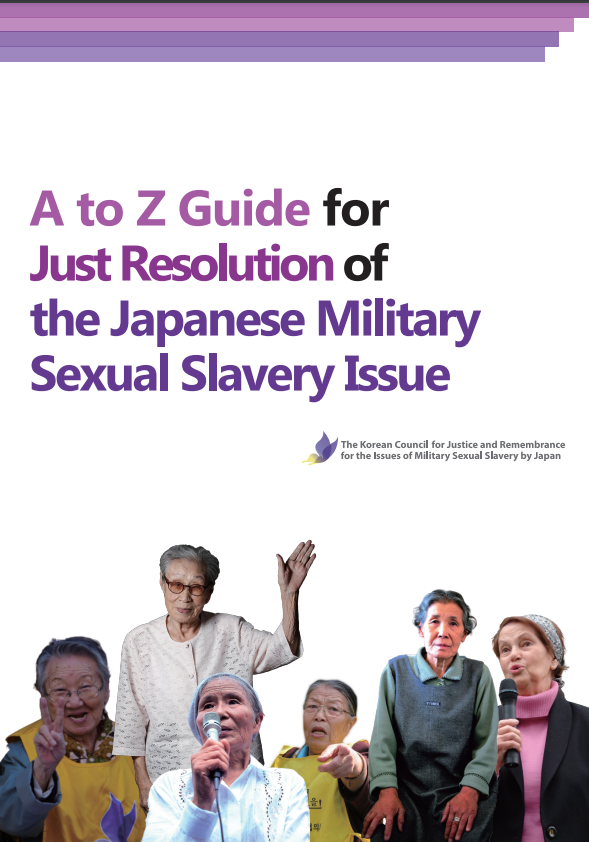 A to Z Guide for
Just Resolution of
the Japanese Military
Sexual Slavery Issue
The Korean Council for Justice and Remembrance
for the Issues of Military Sexual Slavery by Japan